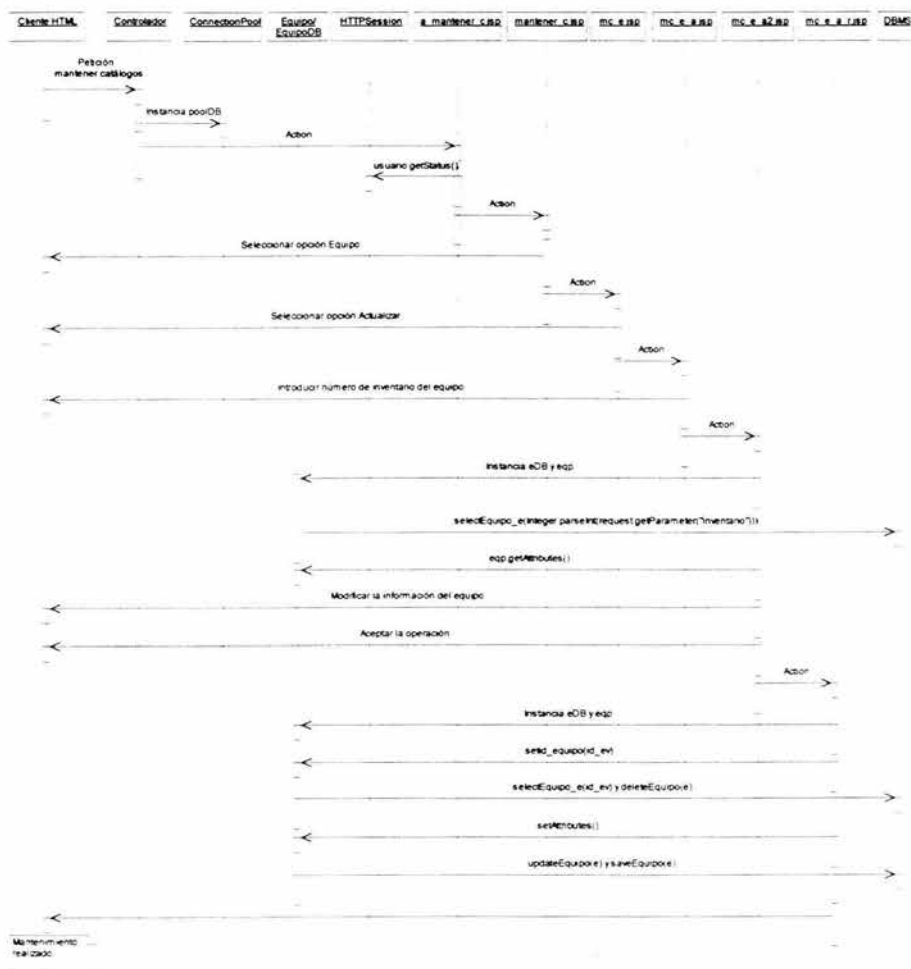 Cliente HTML Controlador ConnectionPool Equipo/ HTTPSession a_mantener_c.jsp mantener_c.jsp mc_e.jsp mc_e_a.jsp mc_e_a2.jsp mc_e_a_r.jsp DBMS
EquipoDB
Petición
mantener catálogos
Instancia poolDB
Action
usuario.getStatus()
Action
Seleccionar opción Equipo
Action
Seleccionar opción Actualizar
Action
Introducir número de inventario del equipo
Action
Instancia eDB y eqp
selectEquipo_e(Integer.parseInt(request.getParameter("inventario")))
eqp.getAttributes()
Modificar la información del equipo
Aceptar la operación
Action
Instancia eDB y eqp
setId_equipo(id_ev)
selectEquipo_e(id_ev) y deleteEquipo(e)
setAttributes()
updateEquipo(e) y saveEquipo(e)
Mantenimiento
realizado